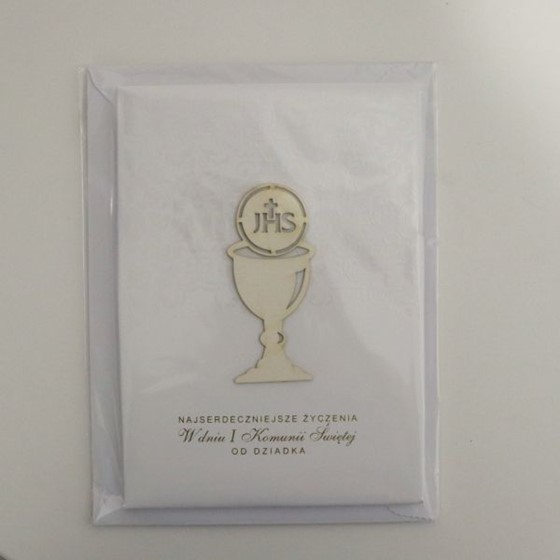 JHS
NAJSERDECZNIEJSZE ŻYCZENIA
W dniu I Komunii Świętej
OD DZIADKA